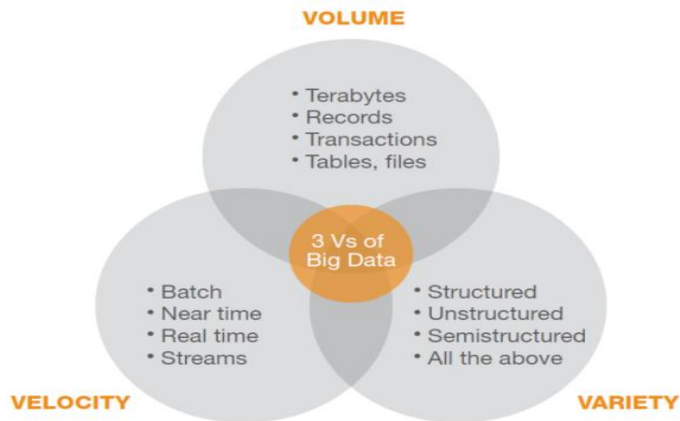 VOLUME
• Terabytes
• Records
• Transactions
• Tables, files
3 Vs of
Big Data
• Batch
• Near time
• Real time
• Streams
• Structured
• Unstructured
• Semistructured
• All the above
VELOCITY
VARIETY